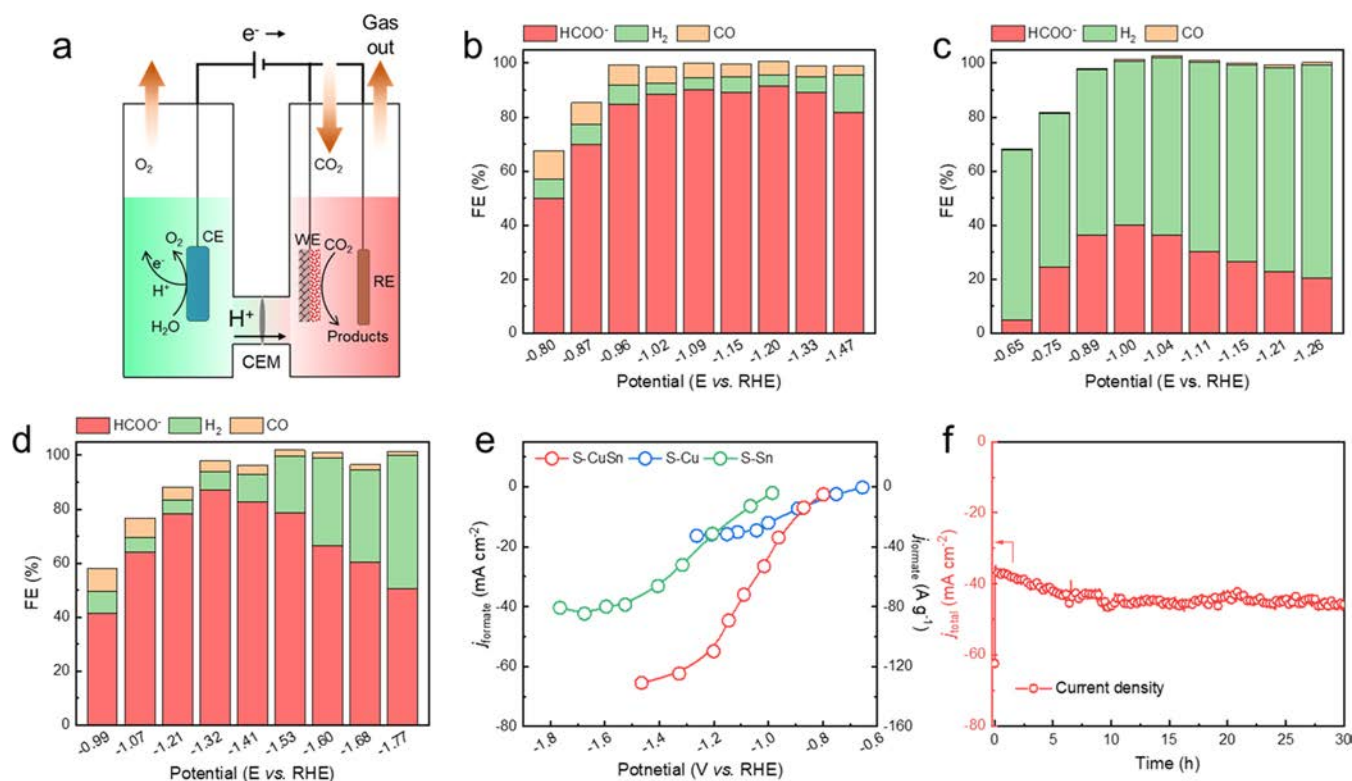 a
e⁻ →
Gas
out
O₂
CO₂
O₂
CE
e⁻
H⁺
H₂O
WE
CO₂
RE
H⁺
Products
CEM
b
HCOO⁻ H₂ CO
FE (%)
100
80
60
40
20
0
-0.80 -0.87 -0.96 -1.02 -1.09 -1.15 -1.20 -1.33 -1.47
Potential (E vs. RHE)
c
HCOO⁻ H₂ CO
FE (%)
100
80
60
40
20
0
-0.65 -0.75 -0.89 -1.00 -1.04 -1.11 -1.15 -1.21 -1.26
Potential (E vs. RHE)
d
HCOO⁻ H₂ CO
FE (%)
100
80
60
40
20
0
-0.99 -1.07 -1.21 -1.32 -1.41 -1.53 -1.60 -1.68 -1.77
Potential (E vs. RHE)
e
S-CuSn S-Cu S-Sn
j_formate (mA cm⁻²)
0
-20
-40
-60
-80
-1.8 -1.6 -1.4 -1.2 -1.0 -0.8 -0.6
Potnetial (V vs. RHE)
0
-40
-80
-120
-160
j_formate (A g⁻¹)
f
j_total (mA cm⁻²)
0
-20
-40
-60
-80
Current density
0 5 10 15 20 25 30
Time (h)